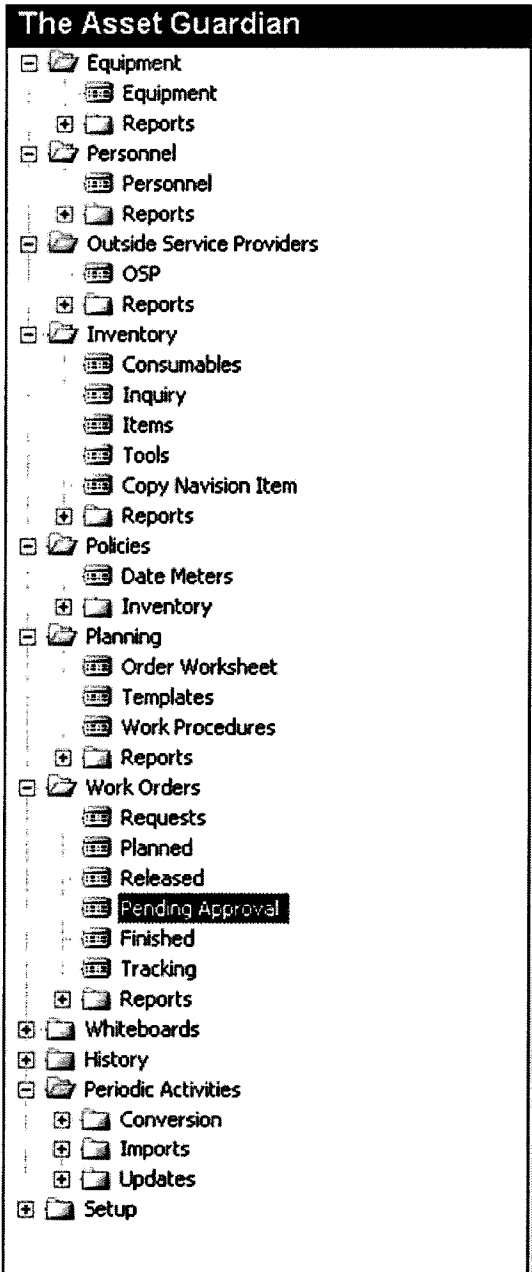 The Asset Guardian
Equipment
Equipment
Reports
Personnel
Personnel
Reports
Outside Service Providers
OSP
Reports
Inventory
Consumables
Inquiry
Items
Tools
Copy Navision Item
Reports
Policies
Date Meters
Inventory
Planning
Order Worksheet
Templates
Work Procedures
Reports
Work Orders
Requests
Planned
Released
Pending Approval
Finished
Tracking
Reports
Whiteboards
History
Periodic Activities
Conversion
Imports
Updates
Setup